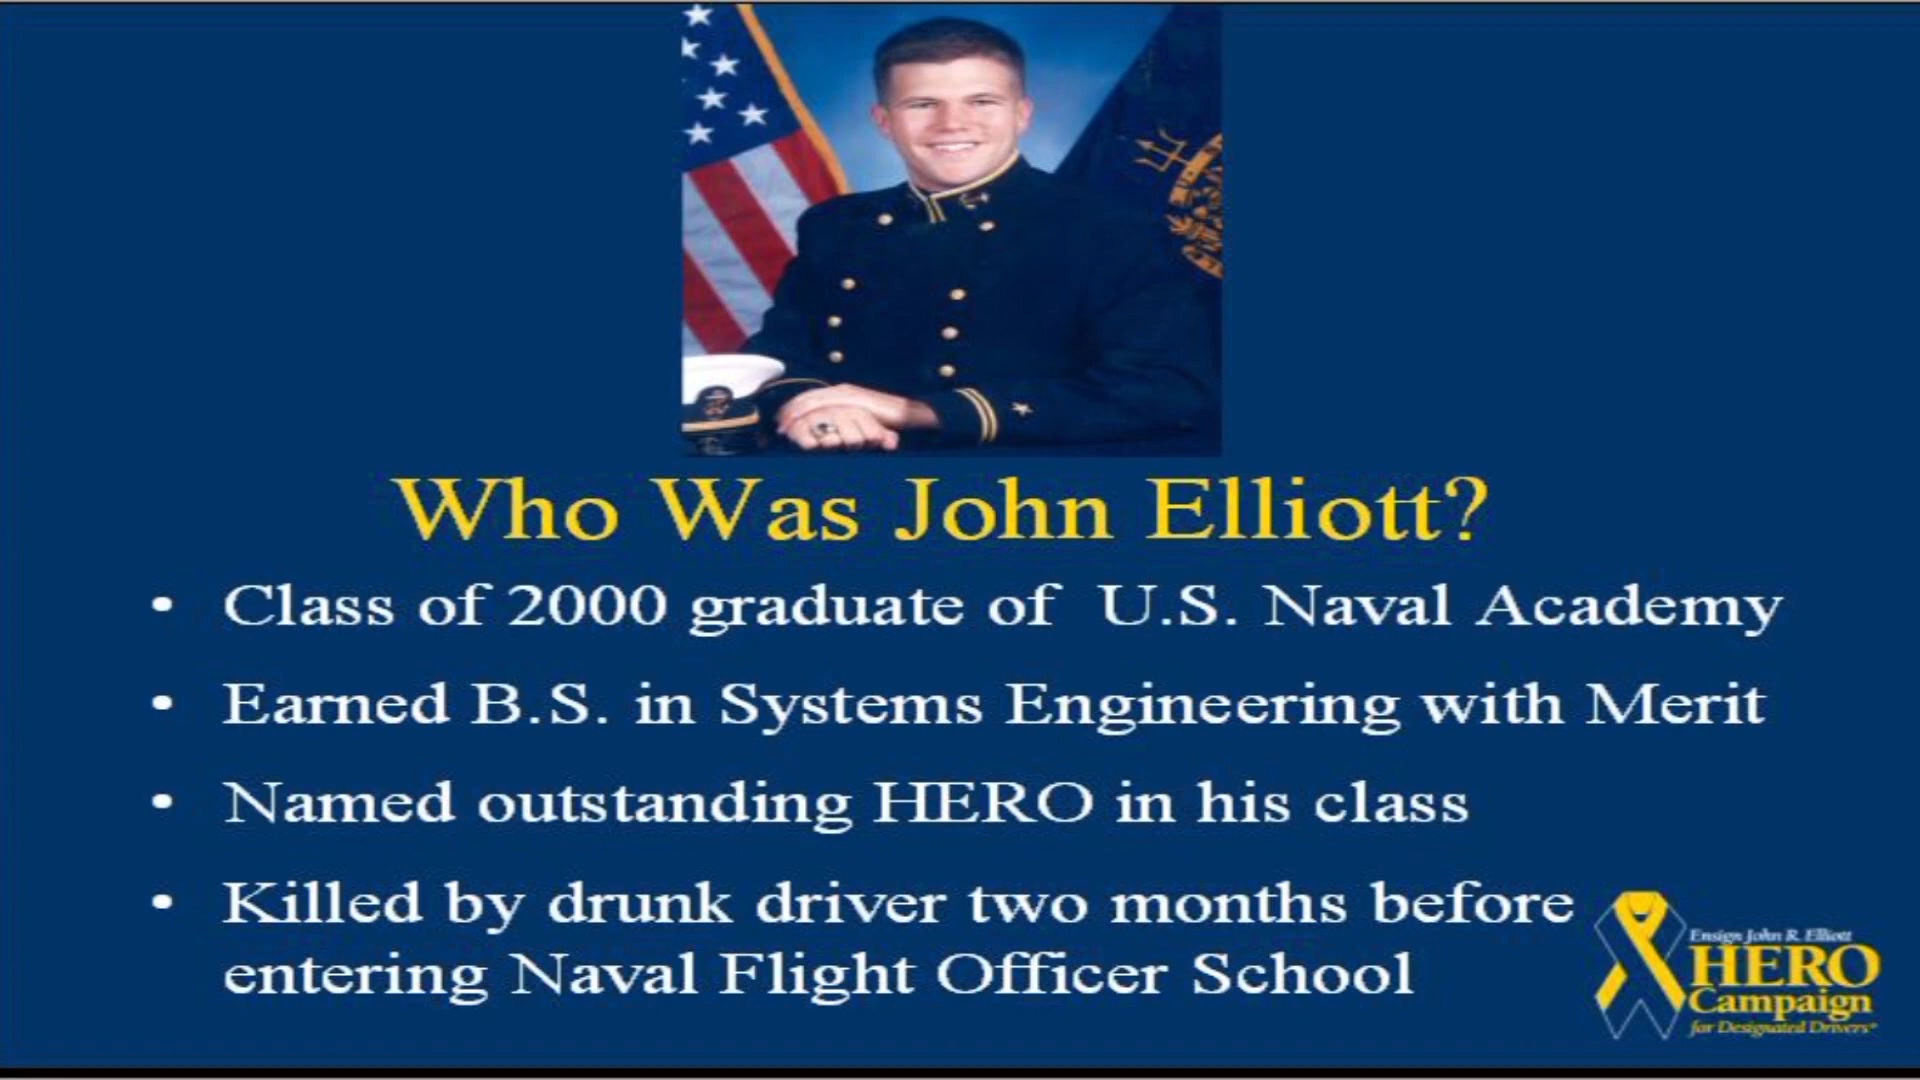 Who Was John Elliott?
• Class of 2000 graduate of U.S. Naval Academy
• Earned B.S. in Systems Engineering with Merit
• Named outstanding HERO in his class
• Killed by drunk driver two months before
entering Naval Flight Officer School
Ensign John R. Elliott
HERO
Campaign
for Designated Drivers®